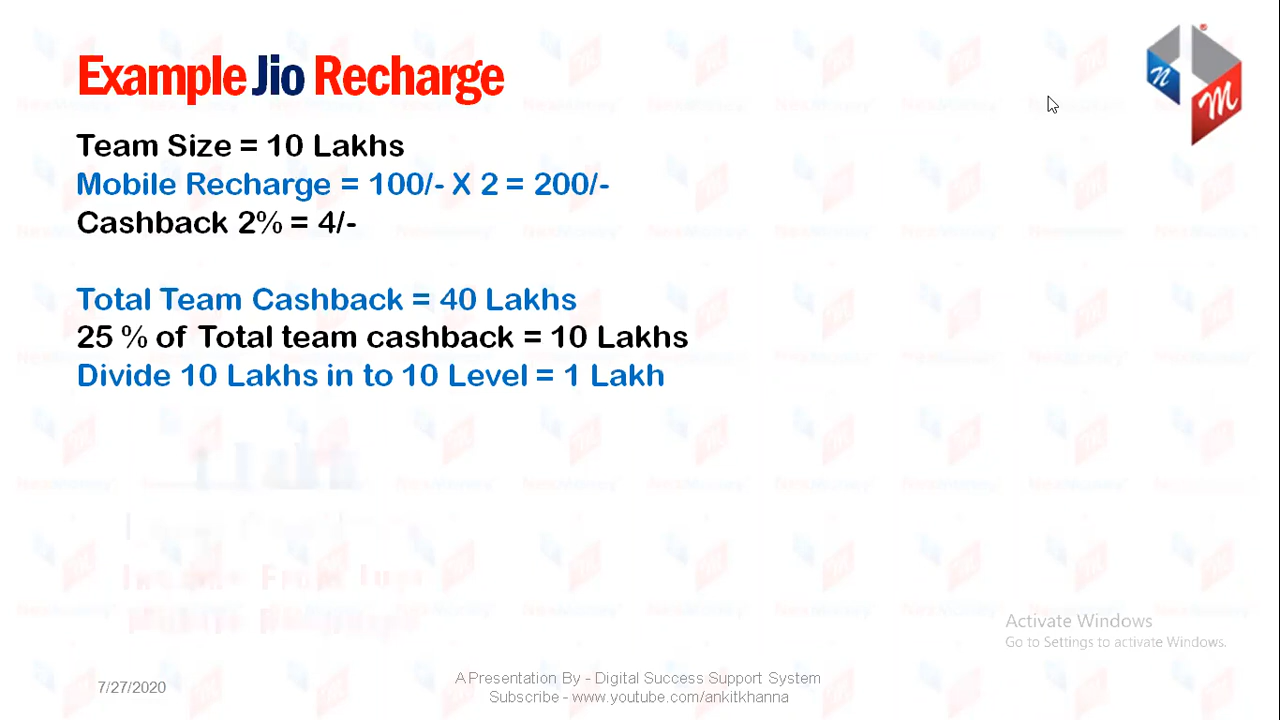 Example Jio Recharge
Team Size = 10 Lakhs
Mobile Recharge = 100/- X 2 = 200/-
Cashback 2% = 4/-
Total Team Cashback = 40 Lakhs
25 % of Total team cashback = 10 Lakhs
Divide 10 Lakhs in to 10 Level = 1 Lakh
Activate Windows
Go to Settings to activate Windows.
7/27/2020
A Presentation By - Digital Success Support System
Subscribe - www.youtube.com/ankitkhanna